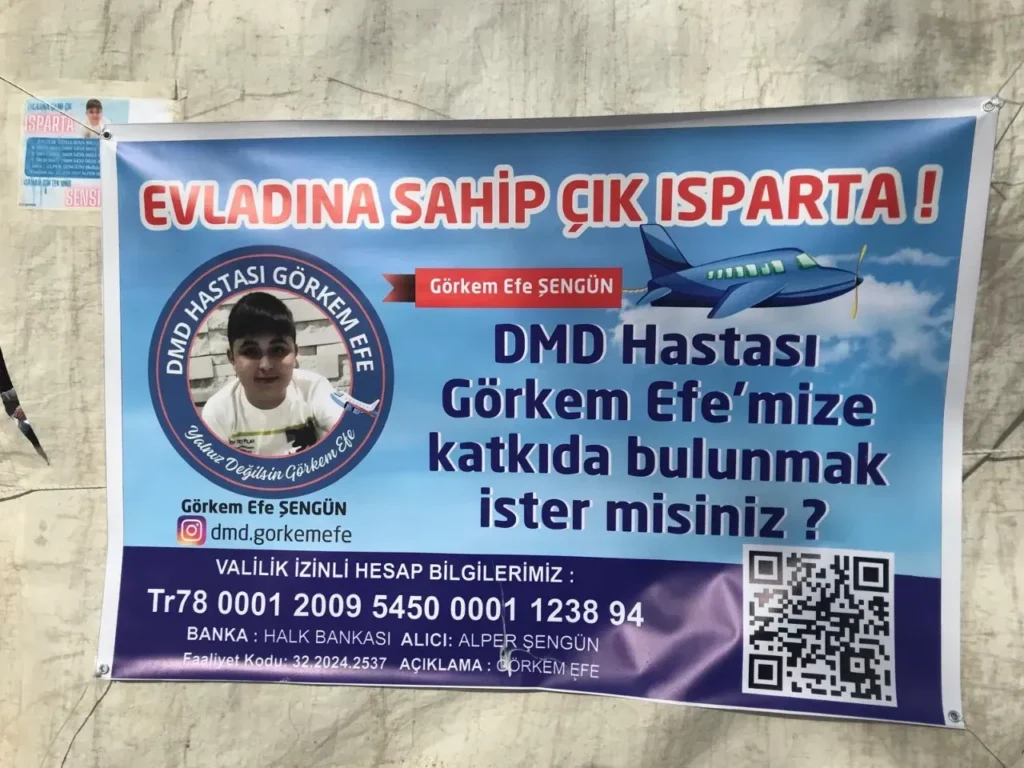 EVLADINA SAHİP ÇIK ISPARTA !
DMD HASTASI GÖRKEM EFE
Yalnız Değilsin Görkem Efe
Görkem Efe ŞENGÜN
dmd.gorkemefe
Görkem Efe ŞENGÜN
DMD Hastası
Görkem Efe'mize
katkıda bulunmak
ister misiniz ?
VALİLİK İZİNLİ HESAP BİLGİLERİMİZ :
Tr78 0001 2009 5450 0001 1238 94
BANKA : HALK BANKASI ALICI: ALPER ŞENGÜN
Faaliyet Kodu: 32.2024.2537 AÇIKLAMA : GÖRKEM EFE
ISPARTA